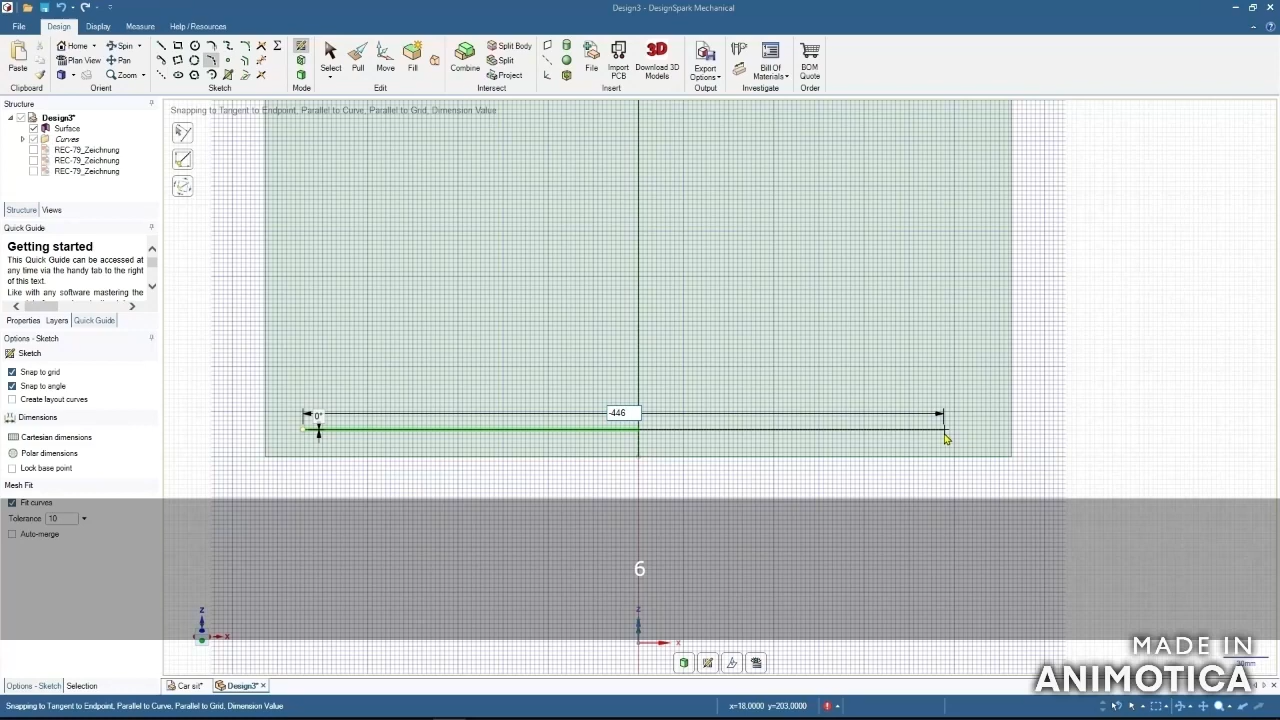 Design3* - DesignSpark Mechanical
File Design Display Measure Help / Resources
Paste Home Spin Plan View Pan Zoom Select Pull Move Fill Combine Split Body Split Project File Import PCB Download 3D Models Export Options Bill Of Materials BOM Quote
Clipboard Orient Sketch Mode Edit Intersect Insert Output Investigate Order
Structure
Design3*
Surface
Curves
REC-79_Zeichnung
REC-79_Zeichnung
REC-79_Zeichnung
Structure Views
Quick Guide
Getting started
This Quick Guide can be accessed at
any time via the handy tab to the right
of this text.
Like with any software mastering the
Properties Layers Quick Guide
Options - Sketch
Sketch
Snap to grid
Snap to angle
Create layout curves
Dimensions
Cartesian dimensions
Polar dimensions
Lock base point
Mesh Fit
Fit curves
Tolerance 10
Auto-merge
Snapping to Tangent to Endpoint, Parallel to Curve, Parallel to Grid, Dimension Value
0°
-446
6
Z
X
Z
X
MADE IN
ANIMOTICA
Options - Sketch Selection
Car sit* Design3*
Snapping to Tangent to Endpoint, Parallel to Curve, Parallel to Grid, Dimension Value x=18.0000 y=203.0000